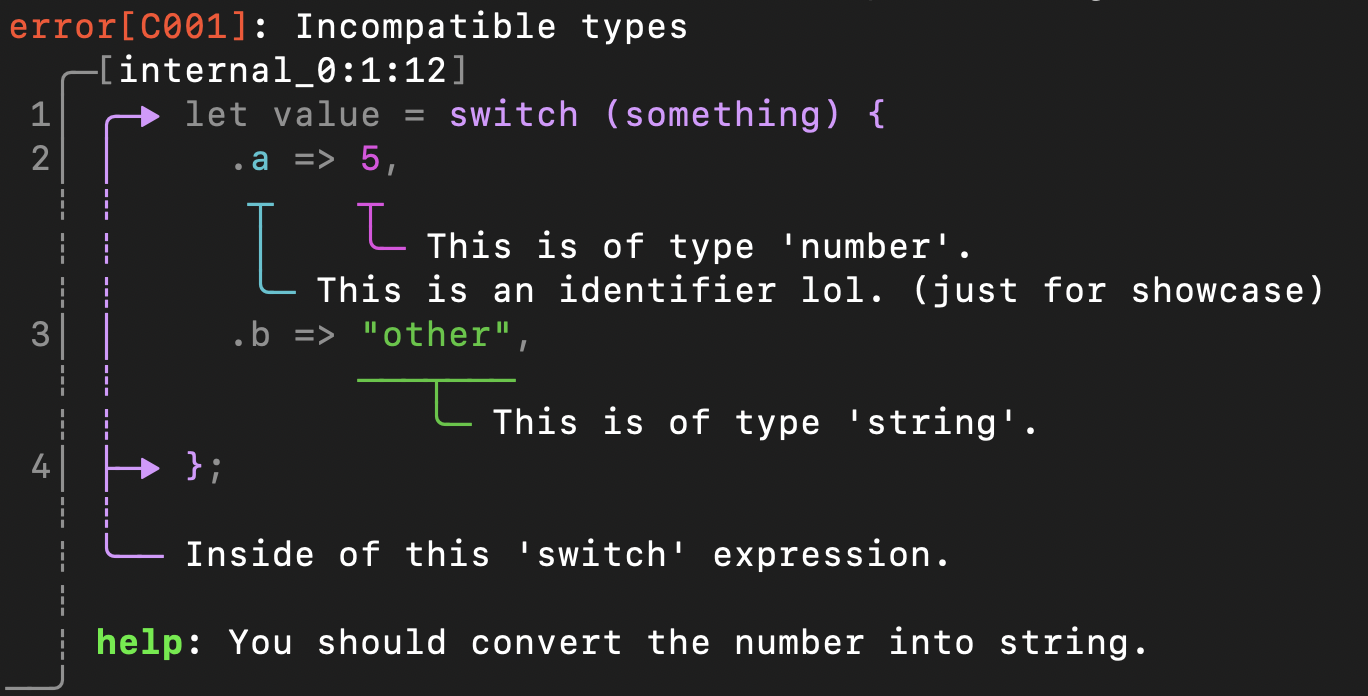 error[C001]: Incompatible types
[internal_0:1:12]
1 let value = switch (something) {
2 .a => 5,
This is of type 'number'.
This is an identifier lol. (just for showcase)
3 .b => "other",
This is of type 'string'.
4 };
Inside of this 'switch' expression.
help: You should convert the number into string.